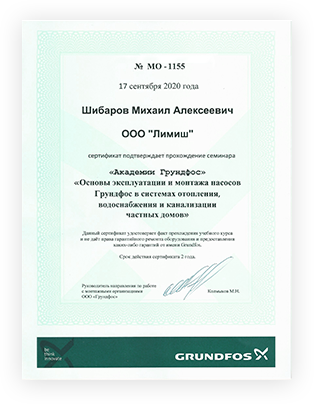 № МО - 1155
17 сентября 2020 года
Шибаров Михаил Алексеевич
ООО "Лимиш"
сертификат подтверждает прохождение семинара
«Академии Грундфос»
«Основы эксплуатации и монтажа насосов
Грундфос в системах отопления,
водоснабжения и канализации
частных домов»
Данный сертификат удостоверяет факт прохождения учебного курса
и не даёт права гарантийного ремонта оборудования и предоставления
каких-либо гарантий от имени Grundfos.
Срок действия сертификата 2 года.
Руководитель направления по работе
с монтажными организациями
ООО «Грундфос»
М.Н.
be
think
innovate
GRUNDFOS